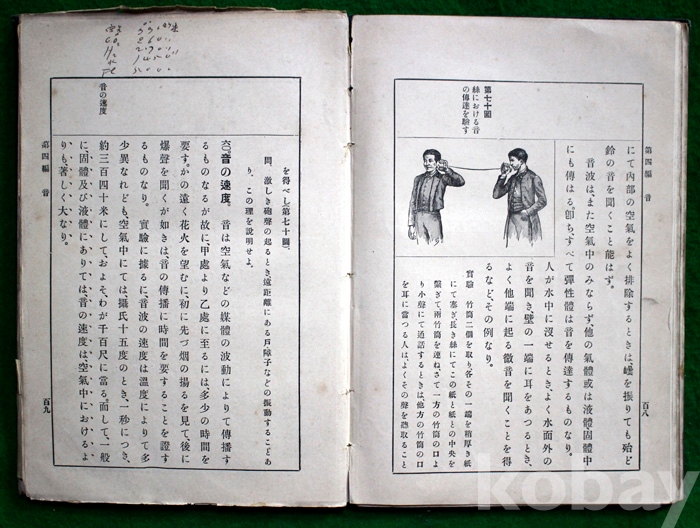 第四編 音
百八
にて内部の空氣をよく排除するときは、幾を振りても殆ど
鈴の音を聞くこと能はず。
音波は、また空氣中のみならず、他の氣體或は液體・固體中
にも傳はる。卽ち、すべて彈性體は音を傳達するものなり。
人が水中に沒せるとき、よく水面外の
音を聞き、壁の一端に耳をあつるとき、
よく他端に起る微音を聞くことを得
るなど、その例なり。
第七十圖
絲における音
の傳達を驗す
實驗 竹筒二個を取り、各その一端を稍厚き紙
にて塞ぎ、長き絲にてこの紙と紙との中央を
繋ぎて、兩竹筒を連ねさて一方の竹筒の口よ
り小聲にて通話するときは、他方の竹筒の口
を耳に當つる人は、よくその聲を聽取ること
を得べし(第七十圖)。
問、激しき砲聲の起るとき、遠距離にある戸障子などの振動することあ
り、この理を說明せよ。
音の速度
六〇 音の速度。 音は空氣などの媒體の波動によりて傳播す
るものなるが故に、甲處より乙處に至るには、多少の時間を
要す。かの遠く花火を望むに、初に先づ烟の揚るを見て、後に
爆聲を聞くが如きは、音の傳播に時間を要することを證す
るものなり。 實驗に據るに、音波の速度は溫度によりて多
少異なれども、空氣中にては攝氏十五度のとき、一秒につき、
約三百四十米にして、およそ、わが千百尺に當る。而して、一般
に、固體及び液體にありては、音の速度は、空氣中におけるよ
りも、著しく大なり。
第四編 音
百九
kobay